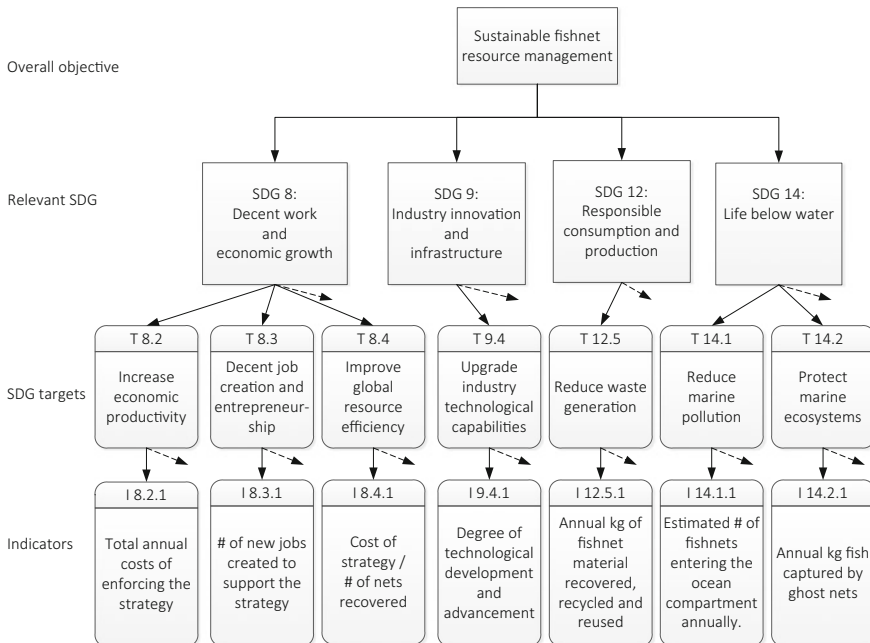 Sustainable fishnet
resource management
Overall objective
Relevant SDG
SDG 8:
Decent work
and
economic growth
SDG 9:
Industry innovation
and
infrastructure
SDG 12:
Responsible
consumption and
production
SDG 14:
Life below water
SDG targets
T 8.2
Increase
economic
productivity
T 8.3
Decent job
creation and
entrepreneur-
ship
T 8.4
Improve
global
resource
efficiency
T 9.4
Upgrade
industry
technological
capabilities
T 12.5
Reduce waste
generation
T 14.1
Reduce
marine
pollution
T 14.2
Protect
marine
ecosystems
Indicators
I 8.2.1
Total annual
costs of
enforcing the
strategy
I 8.3.1
# of new jobs
created to
support the
strategy
I 8.4.1
Cost of
strategy /
# of nets
recovered
I 9.4.1
Degree of
technological
development
and
advancement
I 12.5.1
Annual kg of
fishnet
material
recovered,
recycled and
reused
I 14.1.1
Estimated # of
fishnets
entering the
ocean
compartment
annually.
I 14.2.1
Annual kg fish
captured by
ghost nets